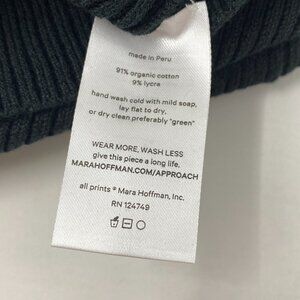 made in Peru
91% organic cotton
9% lycra
hand wash cold with mild soap,
lay flat to dry,
or dry clean preferably "green"
WEAR MORE, WASH LESS
give this piece a long life.
MARAHOFFMAN.COM/APPROACH
all prints © Mara Hoffman, Inc.
RN 124749